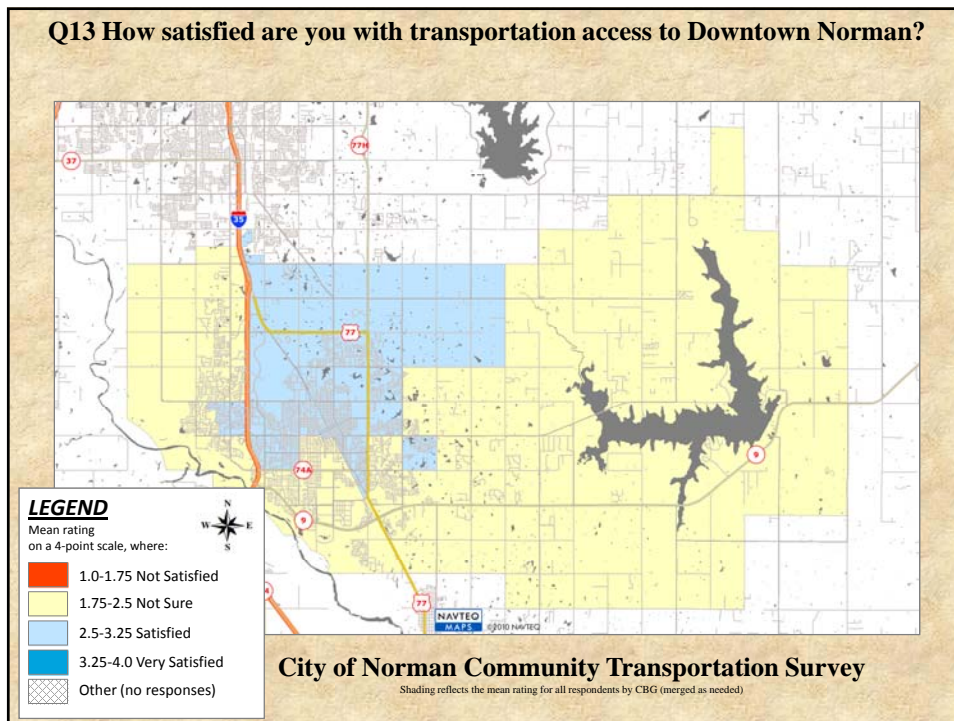 Q13 How satisfied are you with transportation access to Downtown Norman?
77H
37
35
77
74A
9
9
77
NAVTEQ
MAPS
©2010 NAVTEQ
LEGEND
Mean rating
on a 4-point scale, where:
N
W E
S
1.0-1.75 Not Satisfied
1.75-2.5 Not Sure
2.5-3.25 Satisfied
3.25-4.0 Very Satisfied
Other (no responses)
City of Norman Community Transportation Survey
Shading reflects the mean rating for all respondents by CBG (merged as needed)